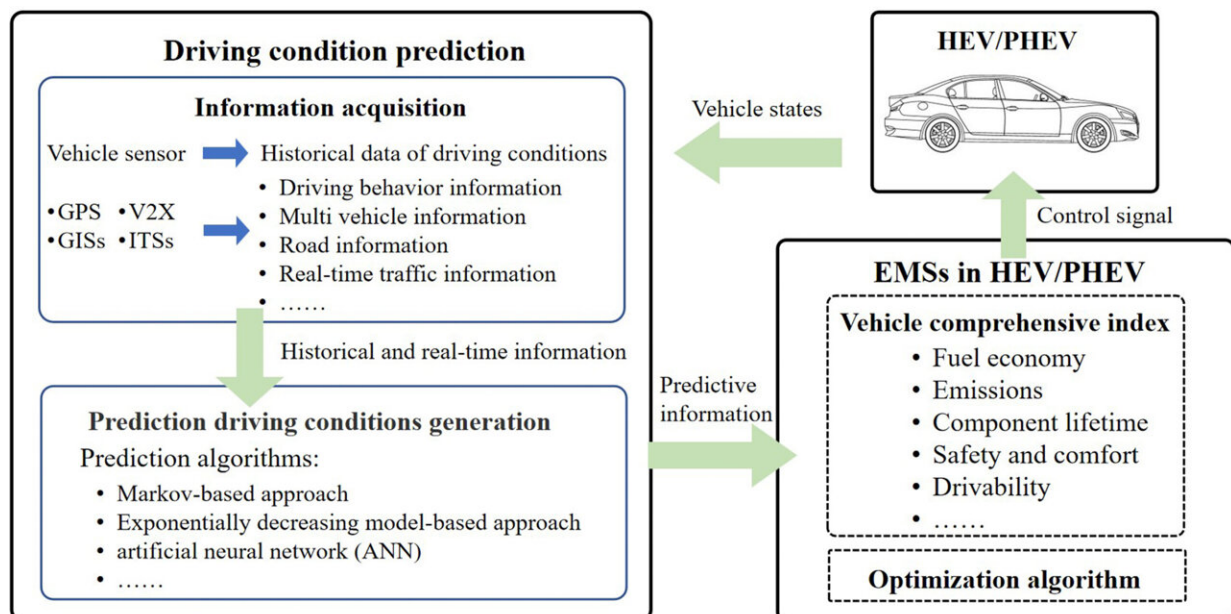 Driving condition prediction
Information acquisition
Vehicle sensor
Historical data of driving conditions
• Driving behavior information
•GPS •V2X
• Multi vehicle information
•GISs •ITSs
• Road information
• Real-time traffic information
• ……
Historical and real-time information
Prediction driving conditions generation
Prediction algorithms:
• Markov-based approach
• Exponentially decreasing model-based approach
• artificial neural network (ANN)
• ……
Predictive
information
Vehicle states
HEV/PHEV
Control signal
EMSs in HEV/PHEV
Vehicle comprehensive index
• Fuel economy
• Emissions
• Component lifetime
• Safety and comfort
• Drivability
• ……
Optimization algorithm